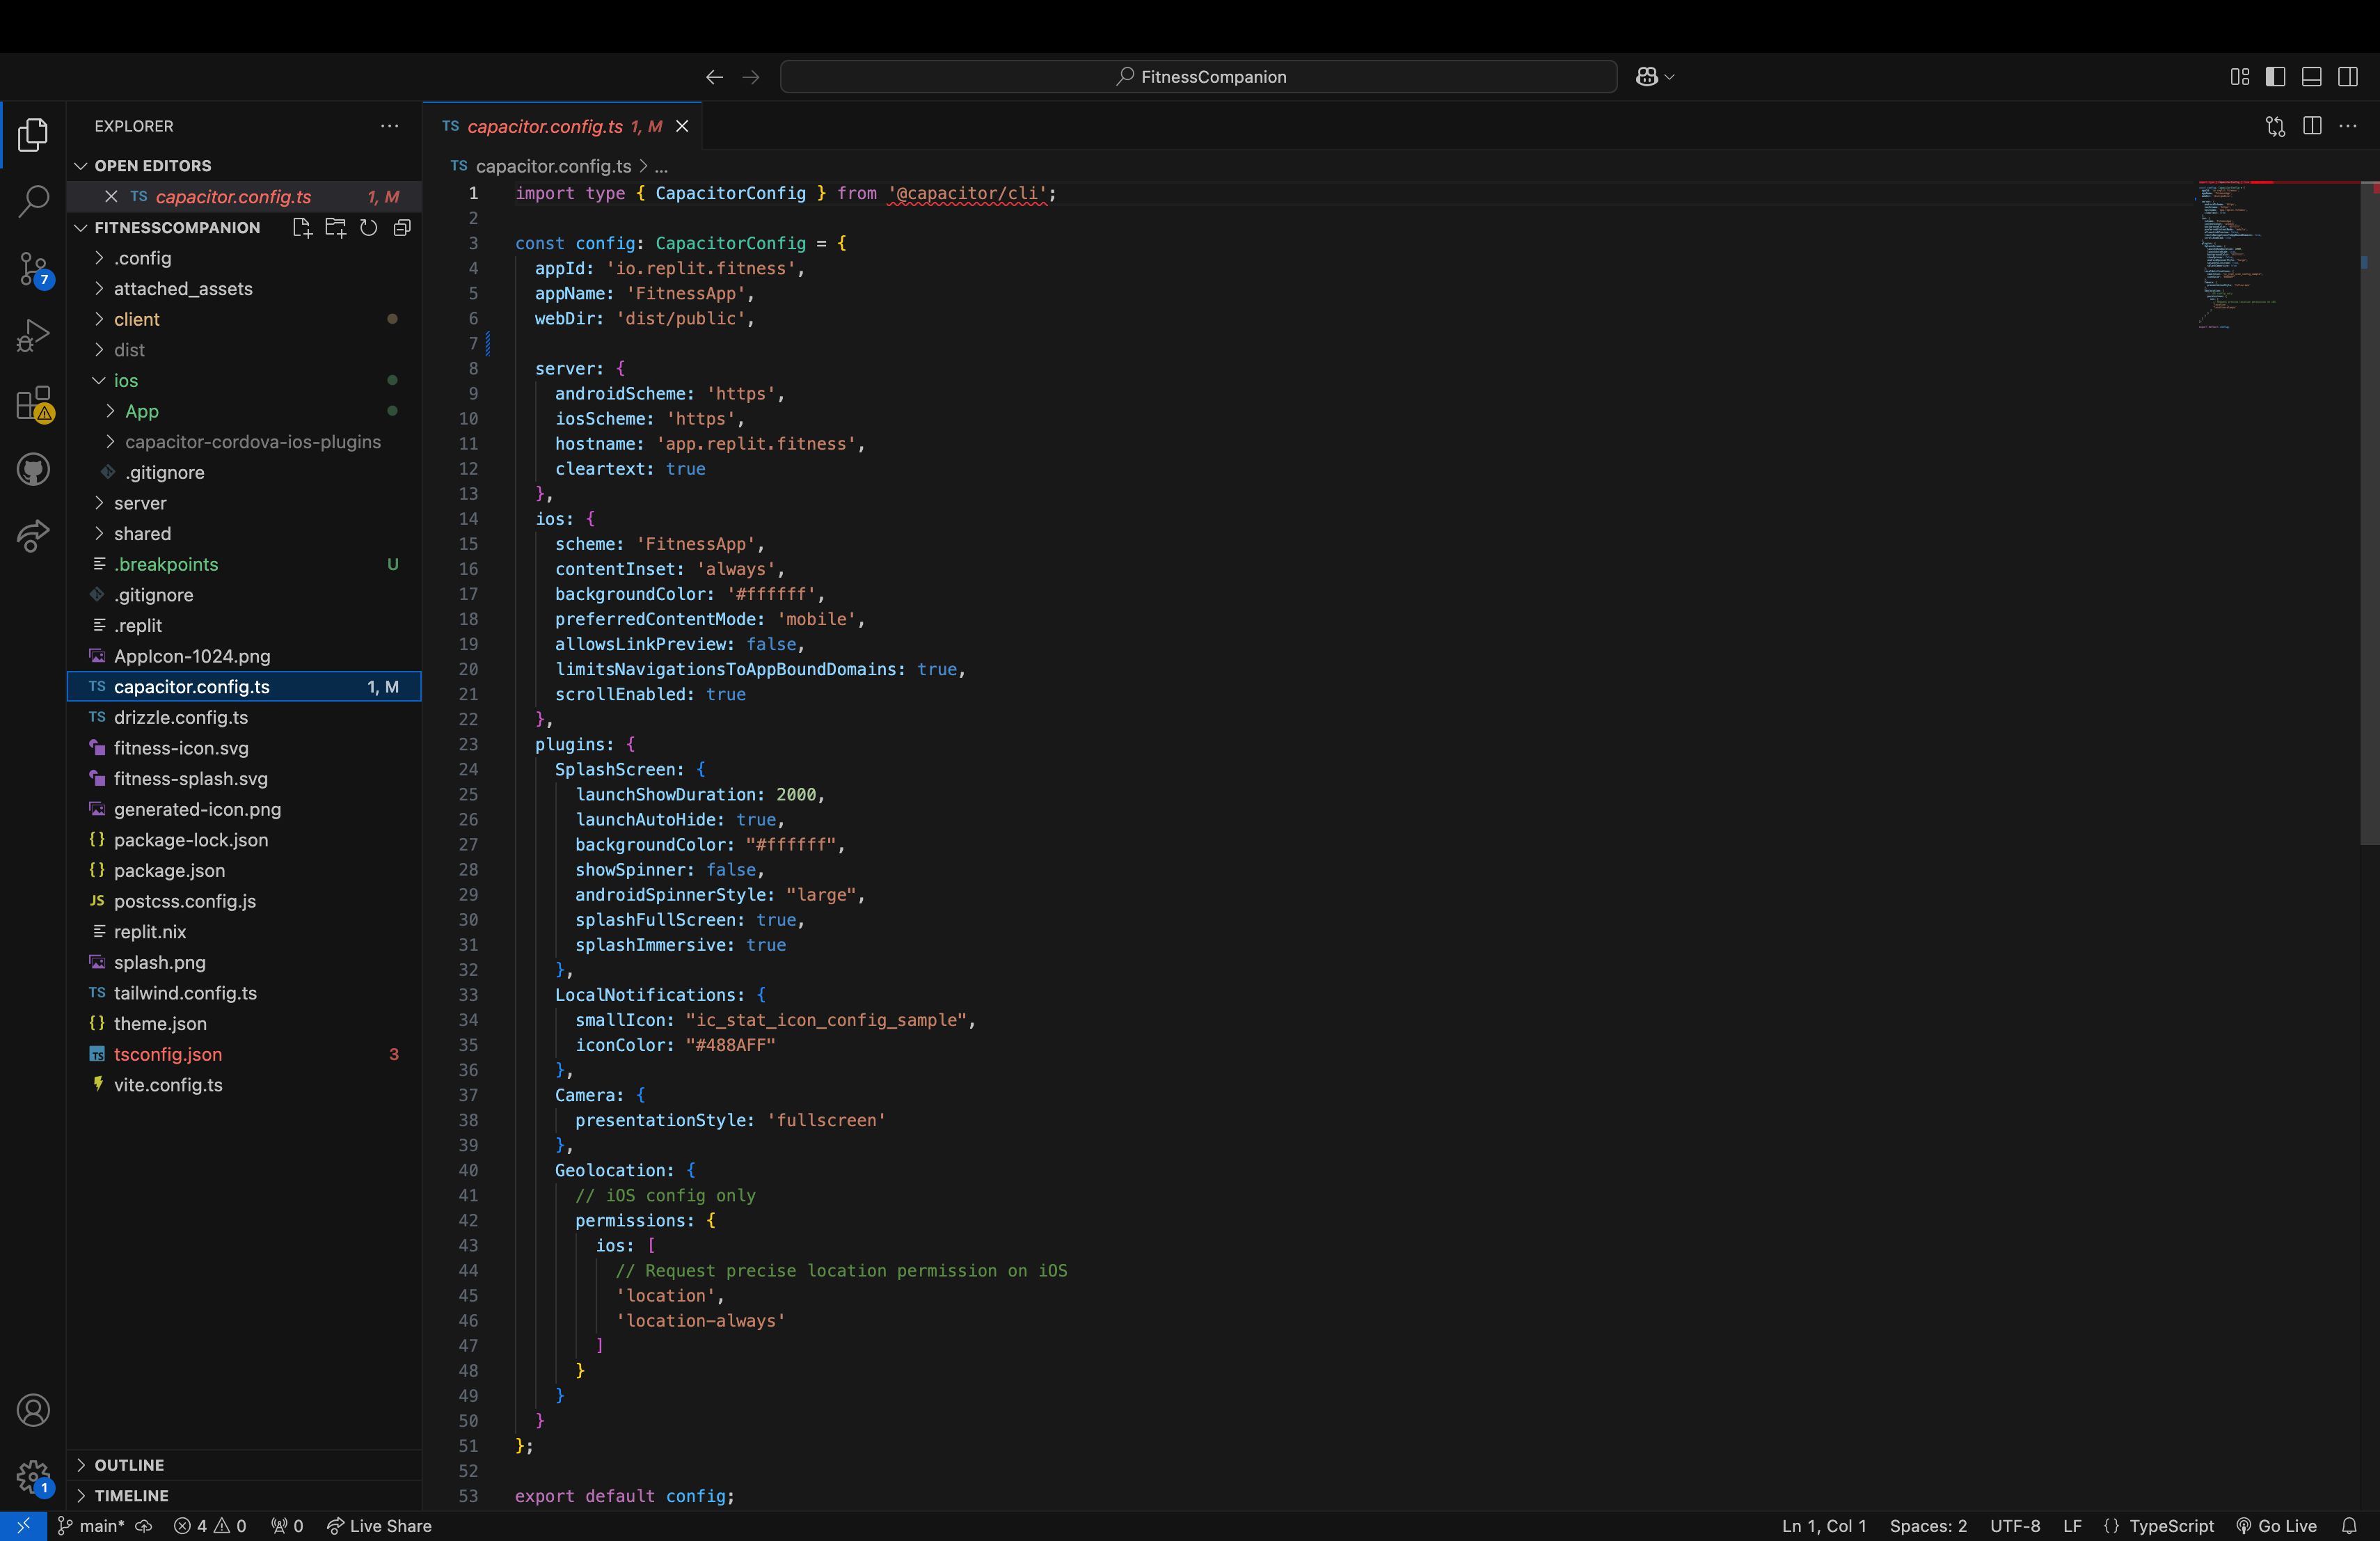 FitnessCompanion
EXPLORER
OPEN EDITORS
TS capacitor.config.ts 1, M
FITNESSCOMPANION
.config
attached_assets
client
dist
ios
App
capacitor-cordova-ios-plugins
.gitignore
server
shared
.breakpoints U
.gitignore
.replit
AppIcon-1024.png
TS capacitor.config.ts 1, M
TS drizzle.config.ts
fitness-icon.svg
fitness-splash.svg
generated-icon.png
{} package-lock.json
{} package.json
JS postcss.config.js
replit.nix
splash.png
TS tailwind.config.ts
{} theme.json
TS tsconfig.json 3
vite.config.ts
OUTLINE
TIMELINE
7
1
TS capacitor.config.ts 1, M
TS capacitor.config.ts > ...
1 import type { CapacitorConfig } from '@capacitor/cli';
2
3 const config: CapacitorConfig = {
4 appId: 'io.replit.fitness',
5 appName: 'FitnessApp',
6 webDir: 'dist/public',
7
8 server: {
9 androidScheme: 'https',
10 iosScheme: 'https',
11 hostname: 'app.replit.fitness',
12 cleartext: true
13 },
14 ios: {
15 scheme: 'FitnessApp',
16 contentInset: 'always',
17 backgroundColor: '#ffffff',
18 preferredContentMode: 'mobile',
19 allowsLinkPreview: false,
20 limitsNavigationsToAppBoundDomains: true,
21 scrollEnabled: true
22 },
23 plugins: {
24 SplashScreen: {
25 launchShowDuration: 2000,
26 launchAutoHide: true,
27 backgroundColor: "#ffffff",
28 showSpinner: false,
29 androidSpinnerStyle: "large",
30 splashFullScreen: true,
31 splashImmersive: true
32 },
33 LocalNotifications: {
34 smallIcon: "ic_stat_icon_config_sample",
35 iconColor: "#488AFF"
36 },
37 Camera: {
38 presentationStyle: 'fullscreen'
39 },
40 Geolocation: {
41 // iOS config only
42 permissions: {
43 ios: [
44 // Request precise location permission on iOS
45 'location',
46 'location-always'
47 ]
48 }
49 }
50 }
51 };
52
53 export default config;
main* 4 0 0 Live Share Ln 1, Col 1 Spaces: 2 UTF-8 LF {} TypeScript Go Live